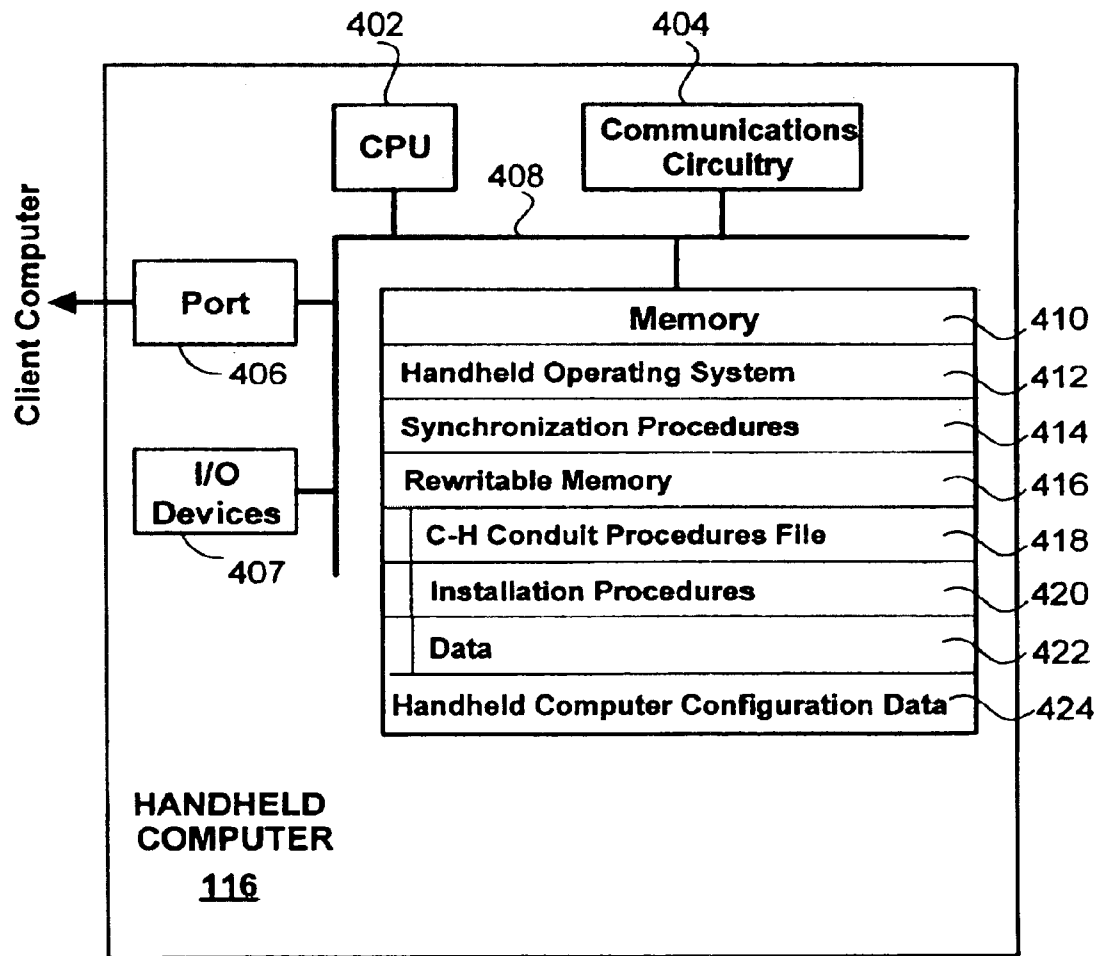 402
404
CPU
Communications
Circuitry
408
Client Computer
Port
406
I/O
Devices
407
Memory
410
Handheld Operating System
412
Synchronization Procedures
414
Rewritable Memory
416
C-H Conduit Procedures File
418
Installation Procedures
420
Data
422
Handheld Computer Configuration Data
424
HANDHELD
COMPUTER
116